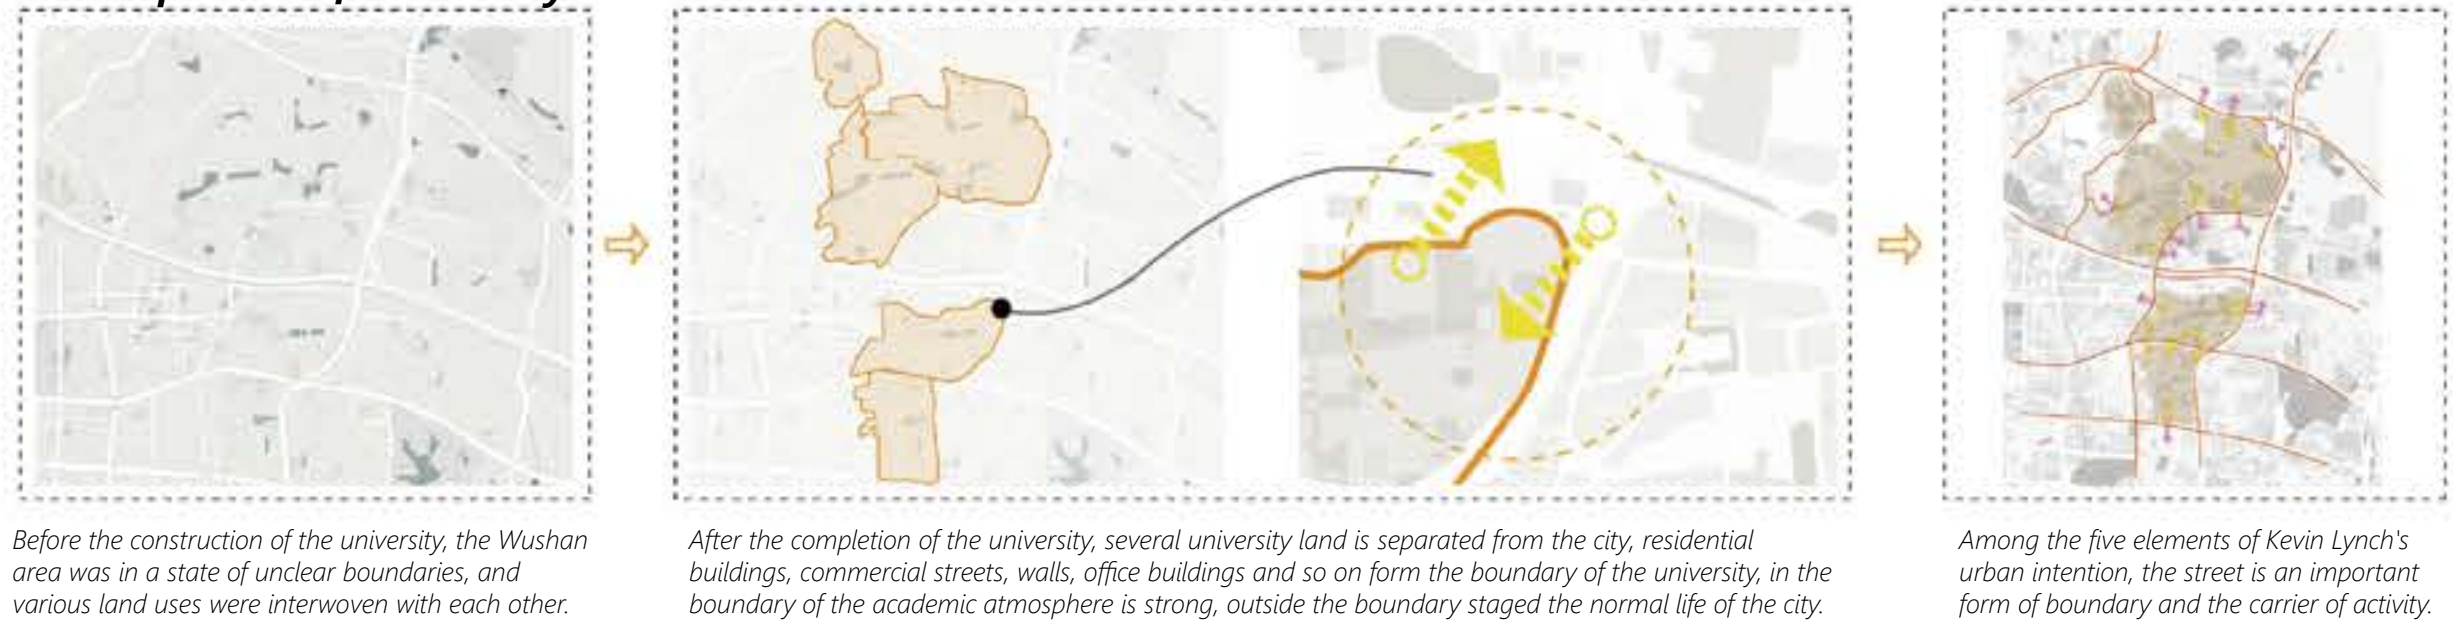 Before the construction of the university, the Wushan
area was in a state of unclear boundaries, and
various land uses were interwoven with each other.
After the completion of the university, several university land is separated from the city, residential
buildings, commercial streets, walls, office buildings and so on form the boundary of the university, in the
boundary of the academic atmosphere is strong, outside the boundary staged the normal life of the city.
Among the five elements of Kevin Lynch's
urban intention, the street is an important
form of boundary and the carrier of activity.